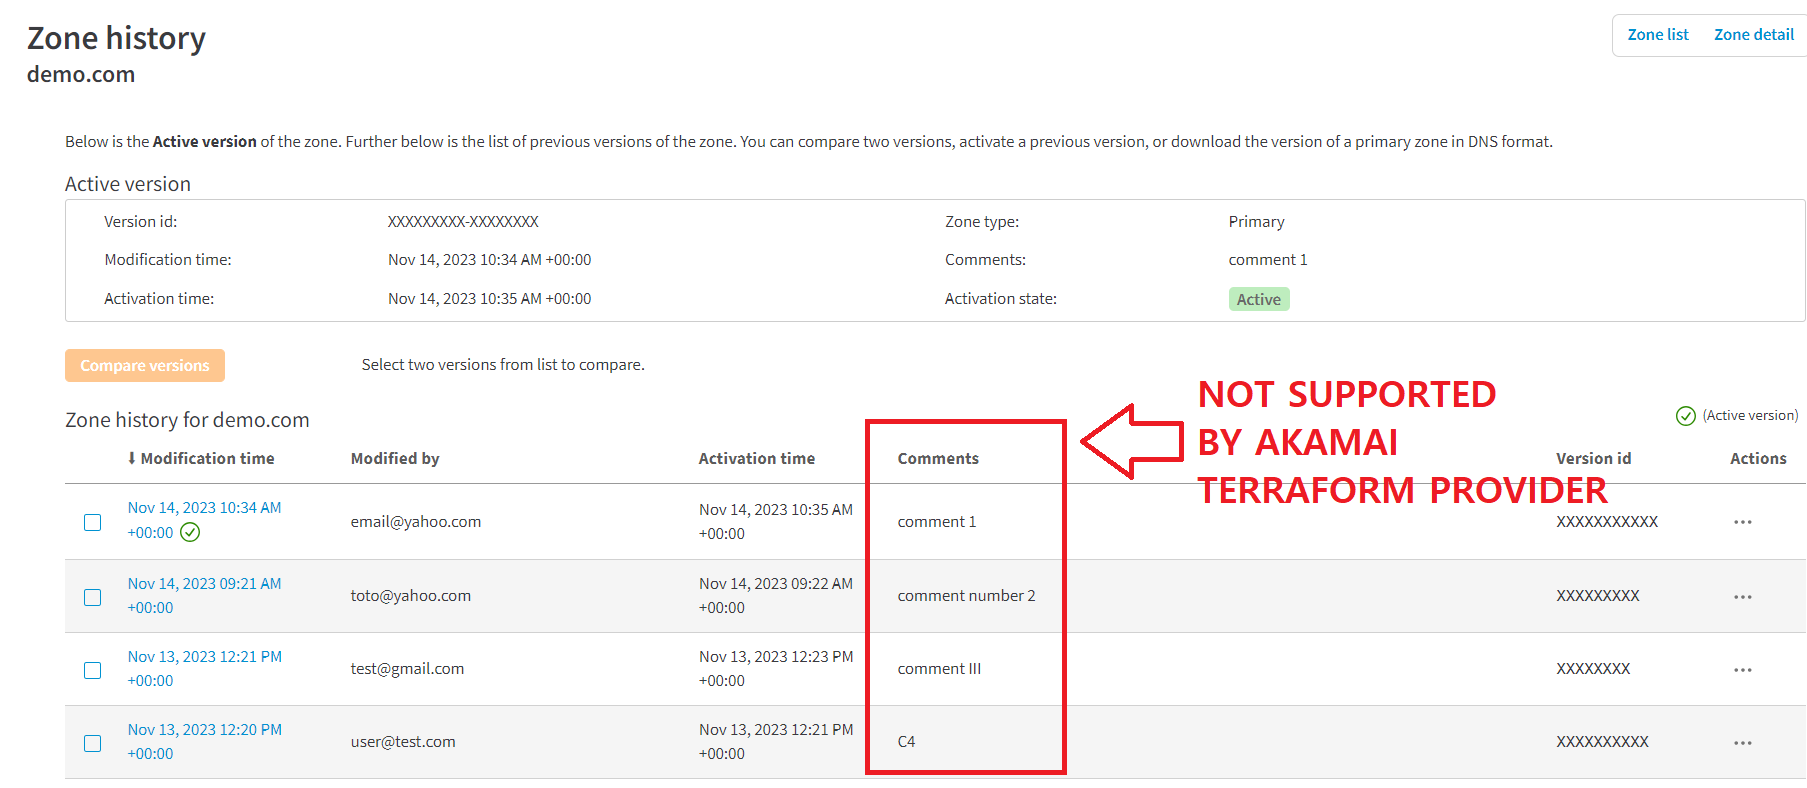 Zone history
Zone list Zone detail
demo.com
Below is the Active version of the zone. Further below is the list of previous versions of the zone. You can compare two versions, activate a previous version, or download the version of a primary zone in DNS format.
Active version
Version id: XXXXXXXXX-XXXXXXXX Zone type: Primary
Modification time: Nov 14, 2023 10:34 AM +00:00 Comments: comment 1
Activation time: Nov 14, 2023 10:35 AM +00:00 Activation state: Active
Compare versions Select two versions from list to compare.
NOT SUPPORTED
BY AKAMAI
TERRAFORM PROVIDER
Zone history for demo.com (Active version)
Modification time Modified by Activation time Comments Version id Actions
Nov 14, 2023 10:34 AM +00:00 email@yahoo.com Nov 14, 2023 10:35 AM +00:00 comment 1 XXXXXXXXXXX
Nov 14, 2023 09:21 AM +00:00 toto@yahoo.com Nov 14, 2023 09:22 AM +00:00 comment number 2 XXXXXXXXX
Nov 13, 2023 12:21 PM +00:00 test@gmail.com Nov 13, 2023 12:23 PM +00:00 comment III XXXXXXXX
Nov 13, 2023 12:20 PM +00:00 user@test.com Nov 13, 2023 12:21 PM +00:00 C4 XXXXXXXXXX